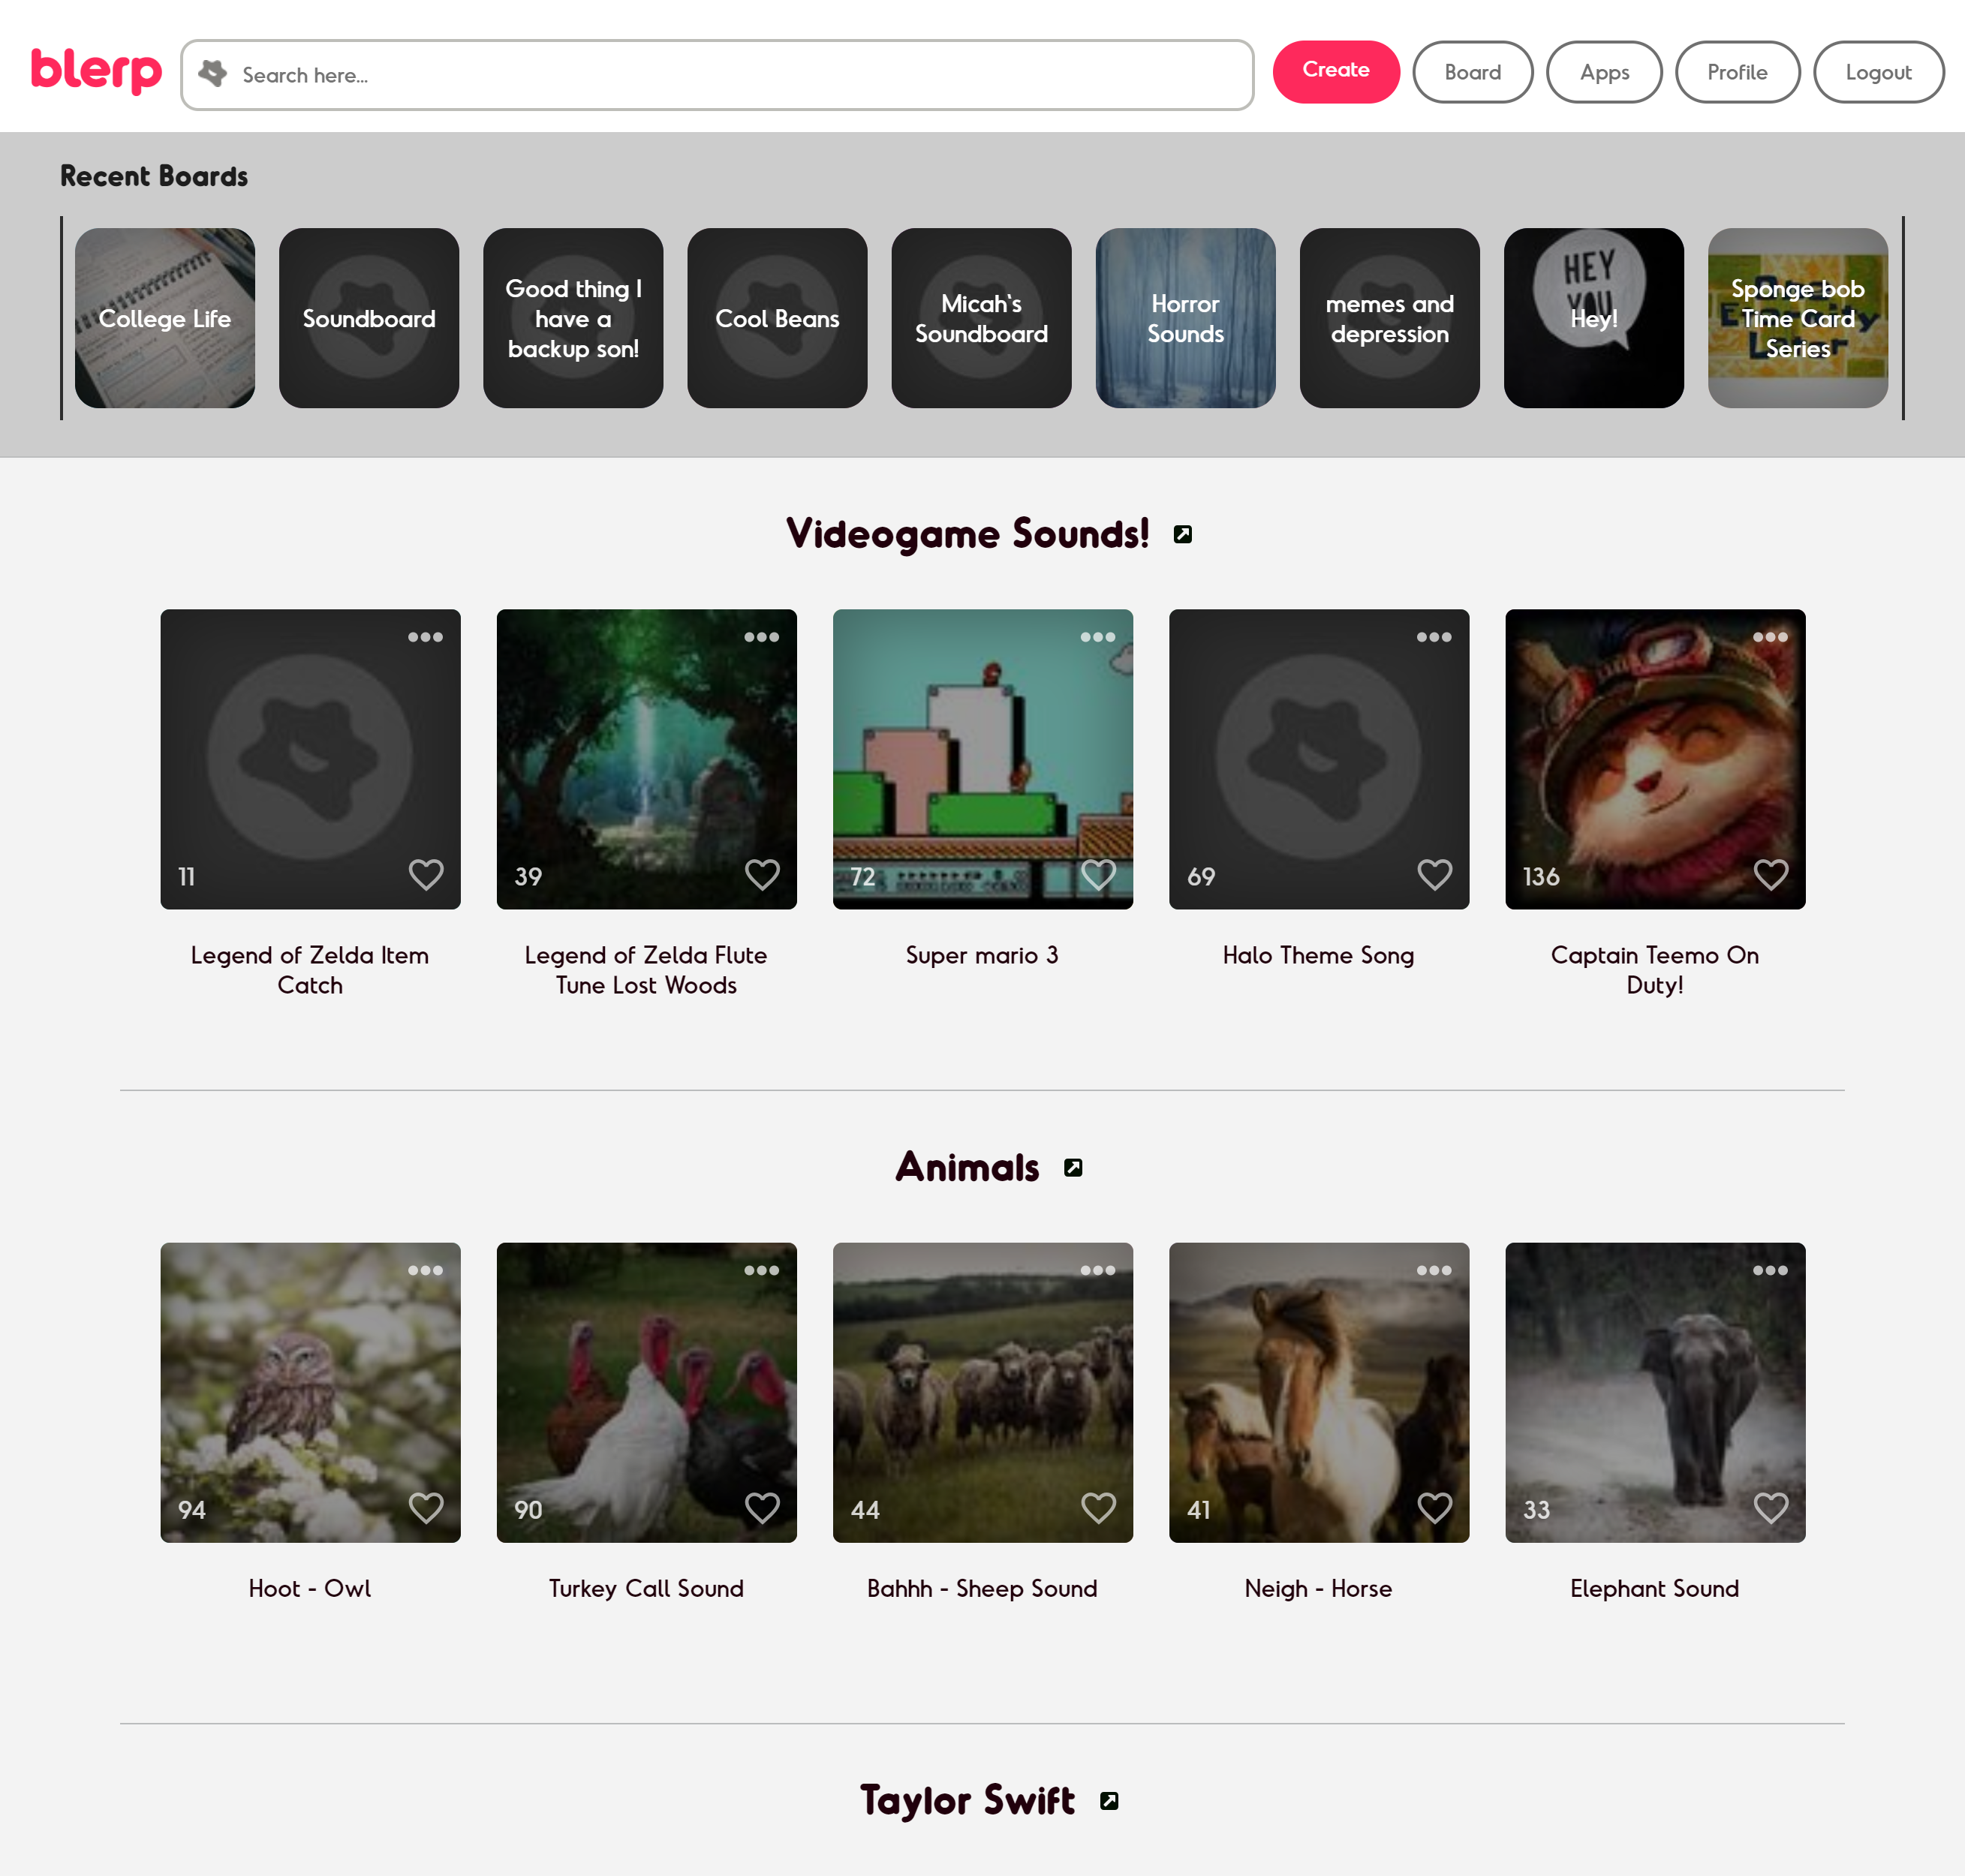 blerp
Search here...
Create
Board
Apps
Profile
Logout
Recent Boards
College Life
Soundboard
Good thing I
have a
backup son!
Cool Beans
Micah's
Soundboard
Horror
Sounds
memes and
depression
HEY
YOU
Hey!
Sponge bob
Time Card
Series
Eternity
Later
Videogame Sounds!
11
39
72
69
136
Legend of Zelda Item
Catch
Legend of Zelda Flute
Tune Lost Woods
Super mario 3
Halo Theme Song
Captain Teemo On
Duty!
Animals
94
90
44
41
33
Hoot - Owl
Turkey Call Sound
Bahhh - Sheep Sound
Neigh - Horse
Elephant Sound
Taylor Swift